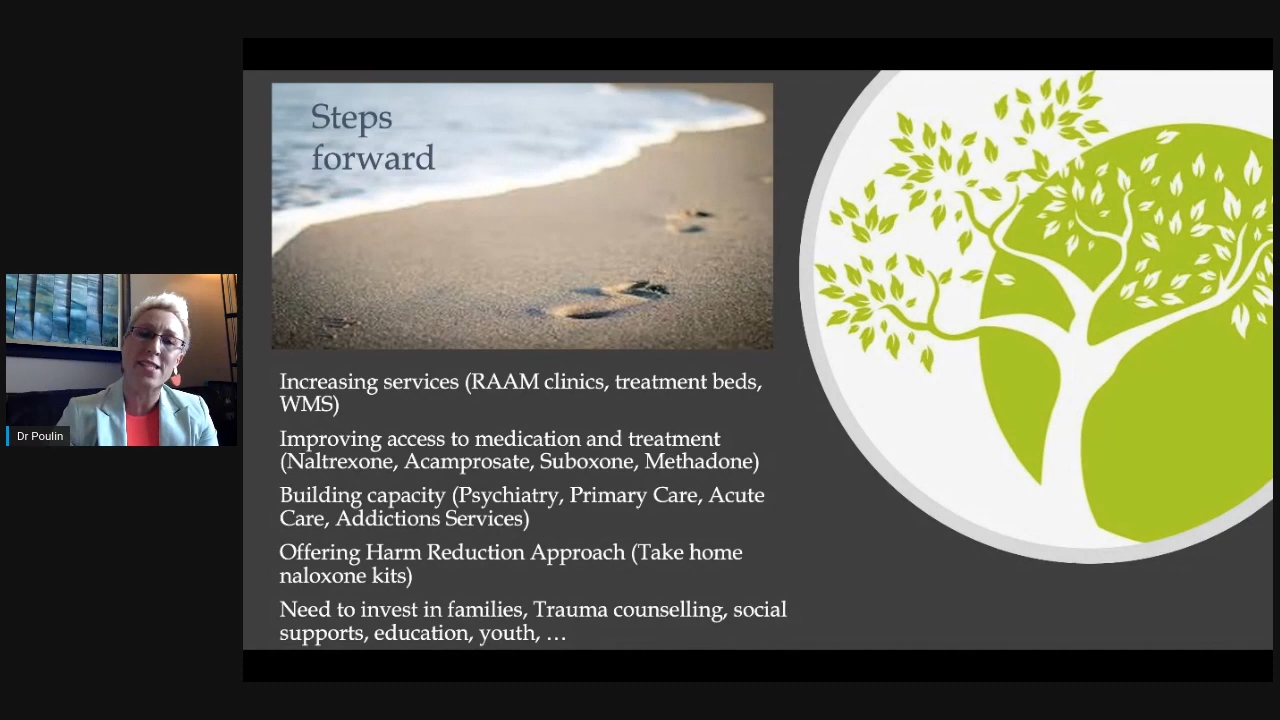 Steps
forward
Increasing services (RAAM clinics, treatment beds,
WMS)
Improving access to medication and treatment
(Naltrexone, Acamprosate, Suboxone, Methadone)
Building capacity (Psychiatry, Primary Care, Acute
Care, Addictions Services)
Offering Harm Reduction Approach (Take home
naloxone kits)
Need to invest in families, Trauma counselling, social
supports, education, youth, …
Dr Poulin